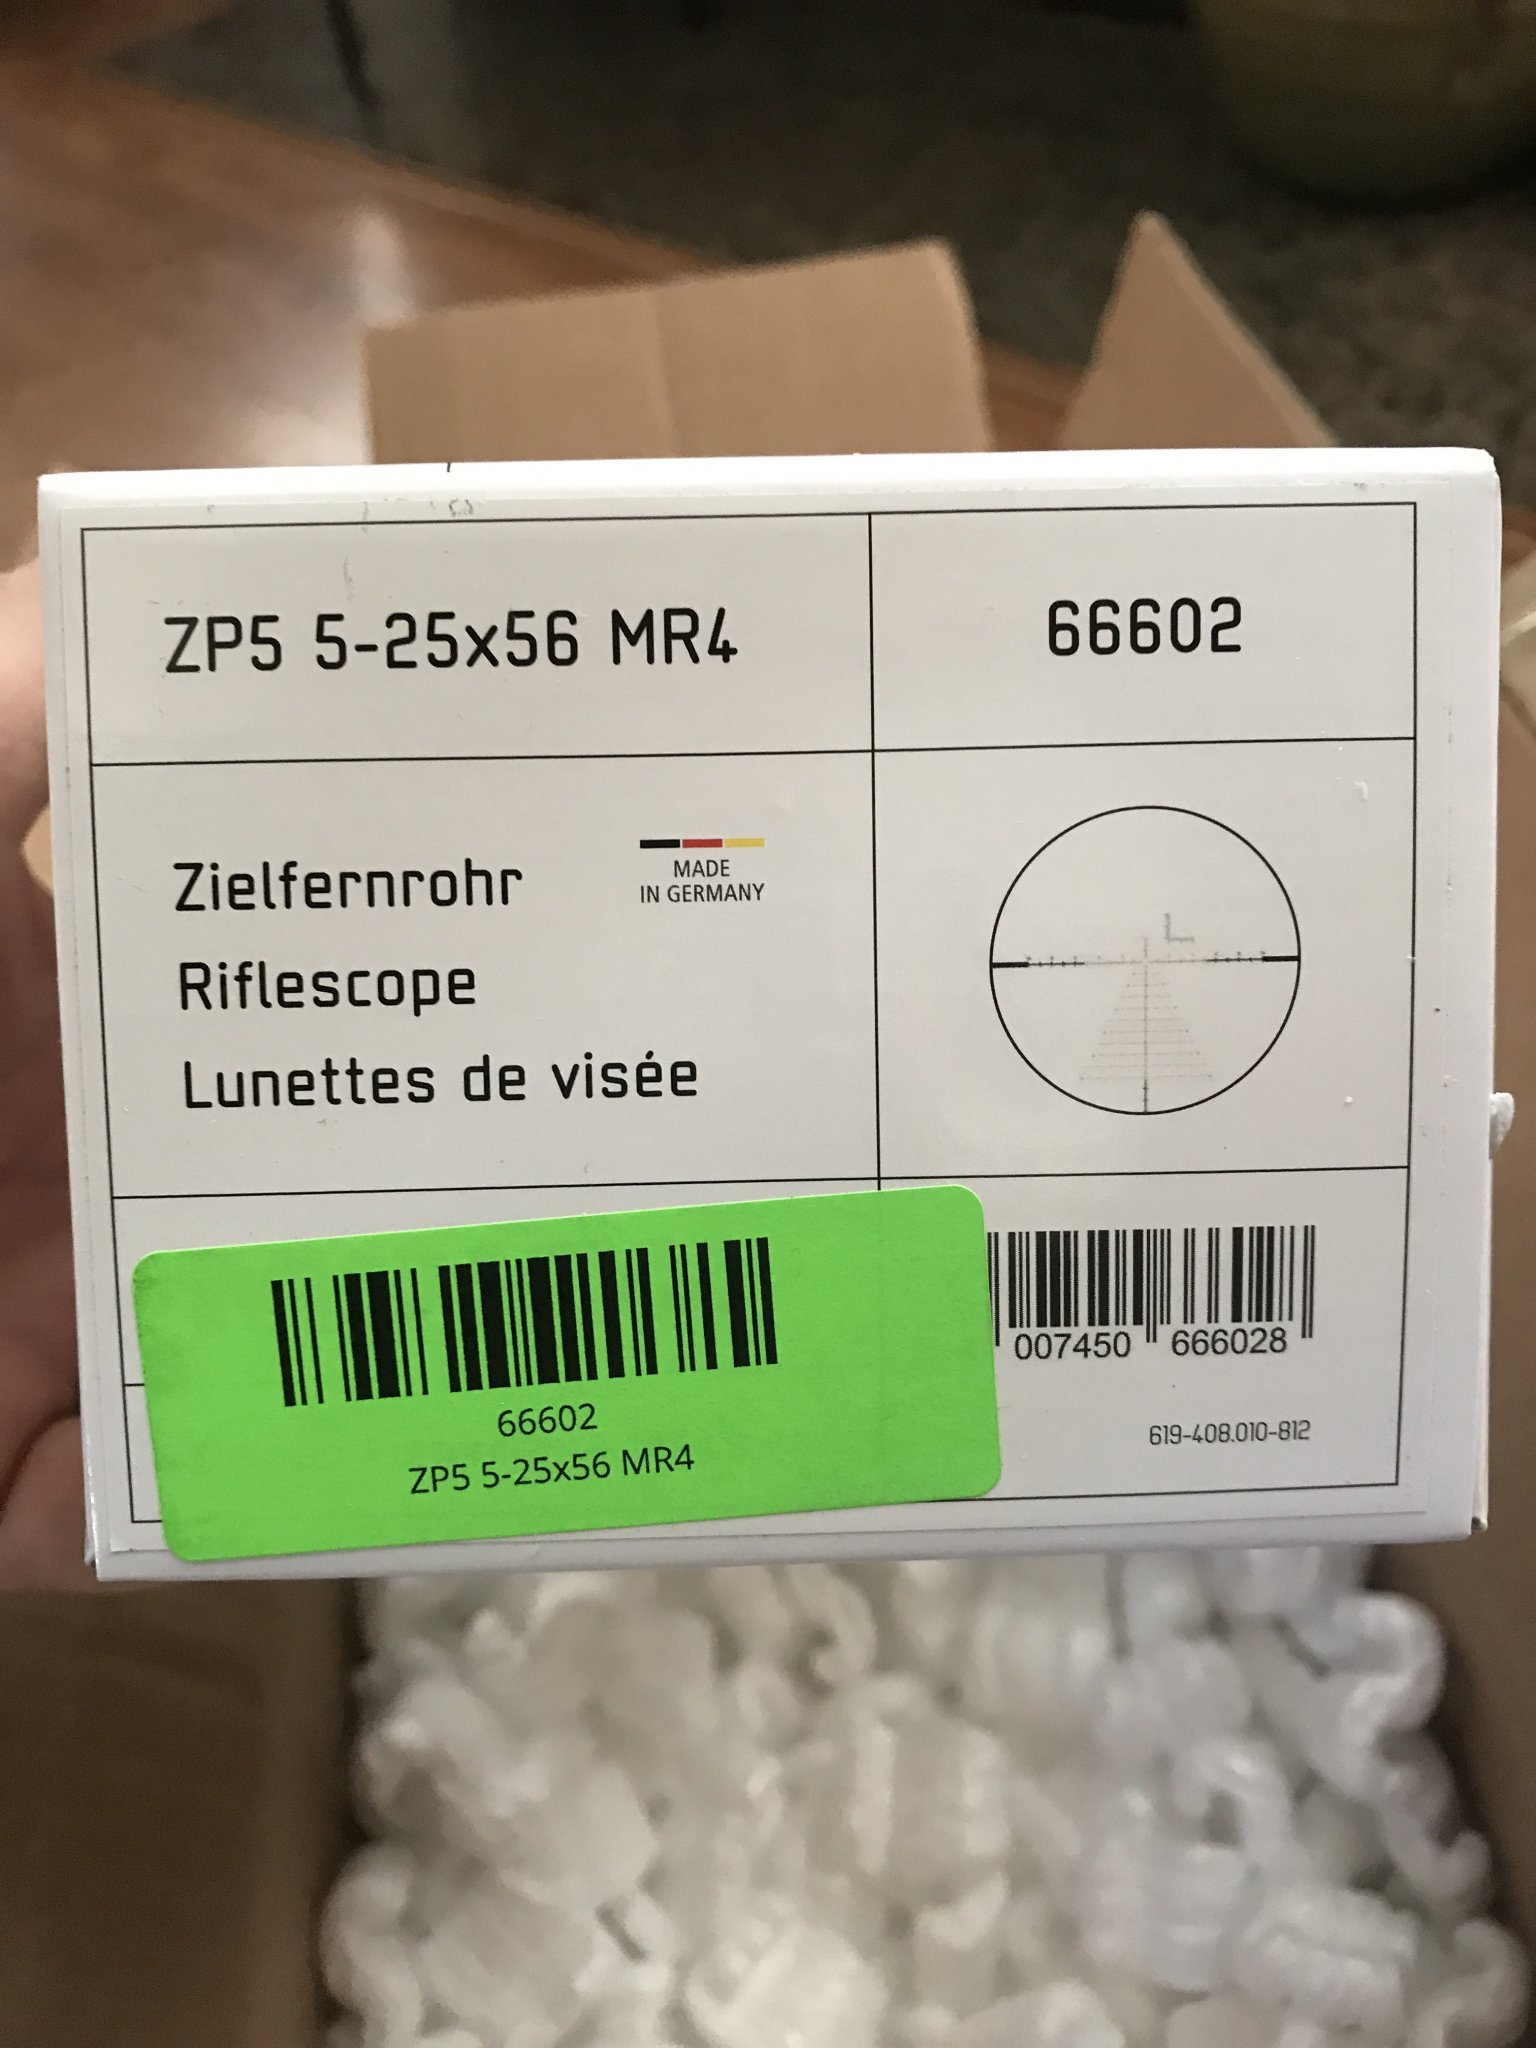 ZP5 5-25x56 MR4
66602
Zielfernrohr
MADE
IN GERMANY
Riflescope
Lunettes de visée
66602
ZP5 5-25x56 MR4
007450 666028
619-408.010-812